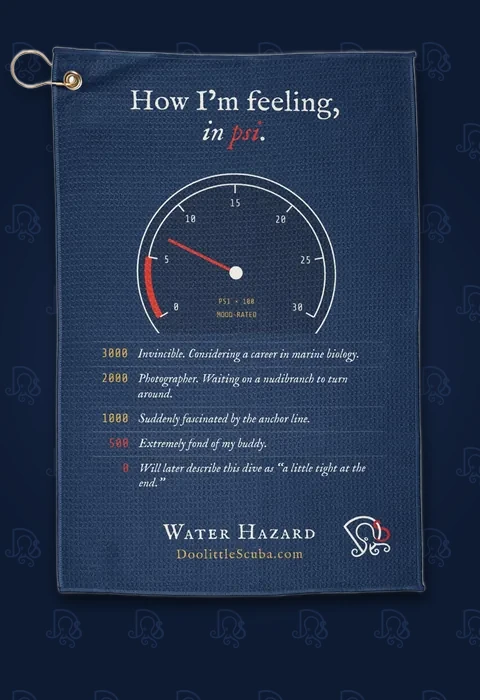 How I'm feeling,
in psi.
15
10
20
5
25
0
30
PSI × 100
MOOD-RATED
3000 Invincible. Considering a career in marine biology.
2000 Photographer. Waiting on a nudibranch to turn
around.
1000 Suddenly fascinated by the anchor line.
500 Extremely fond of my buddy.
0 Will later describe this dive as “a little tight at the
end.”
Water Hazard
DoolittleScuba.com